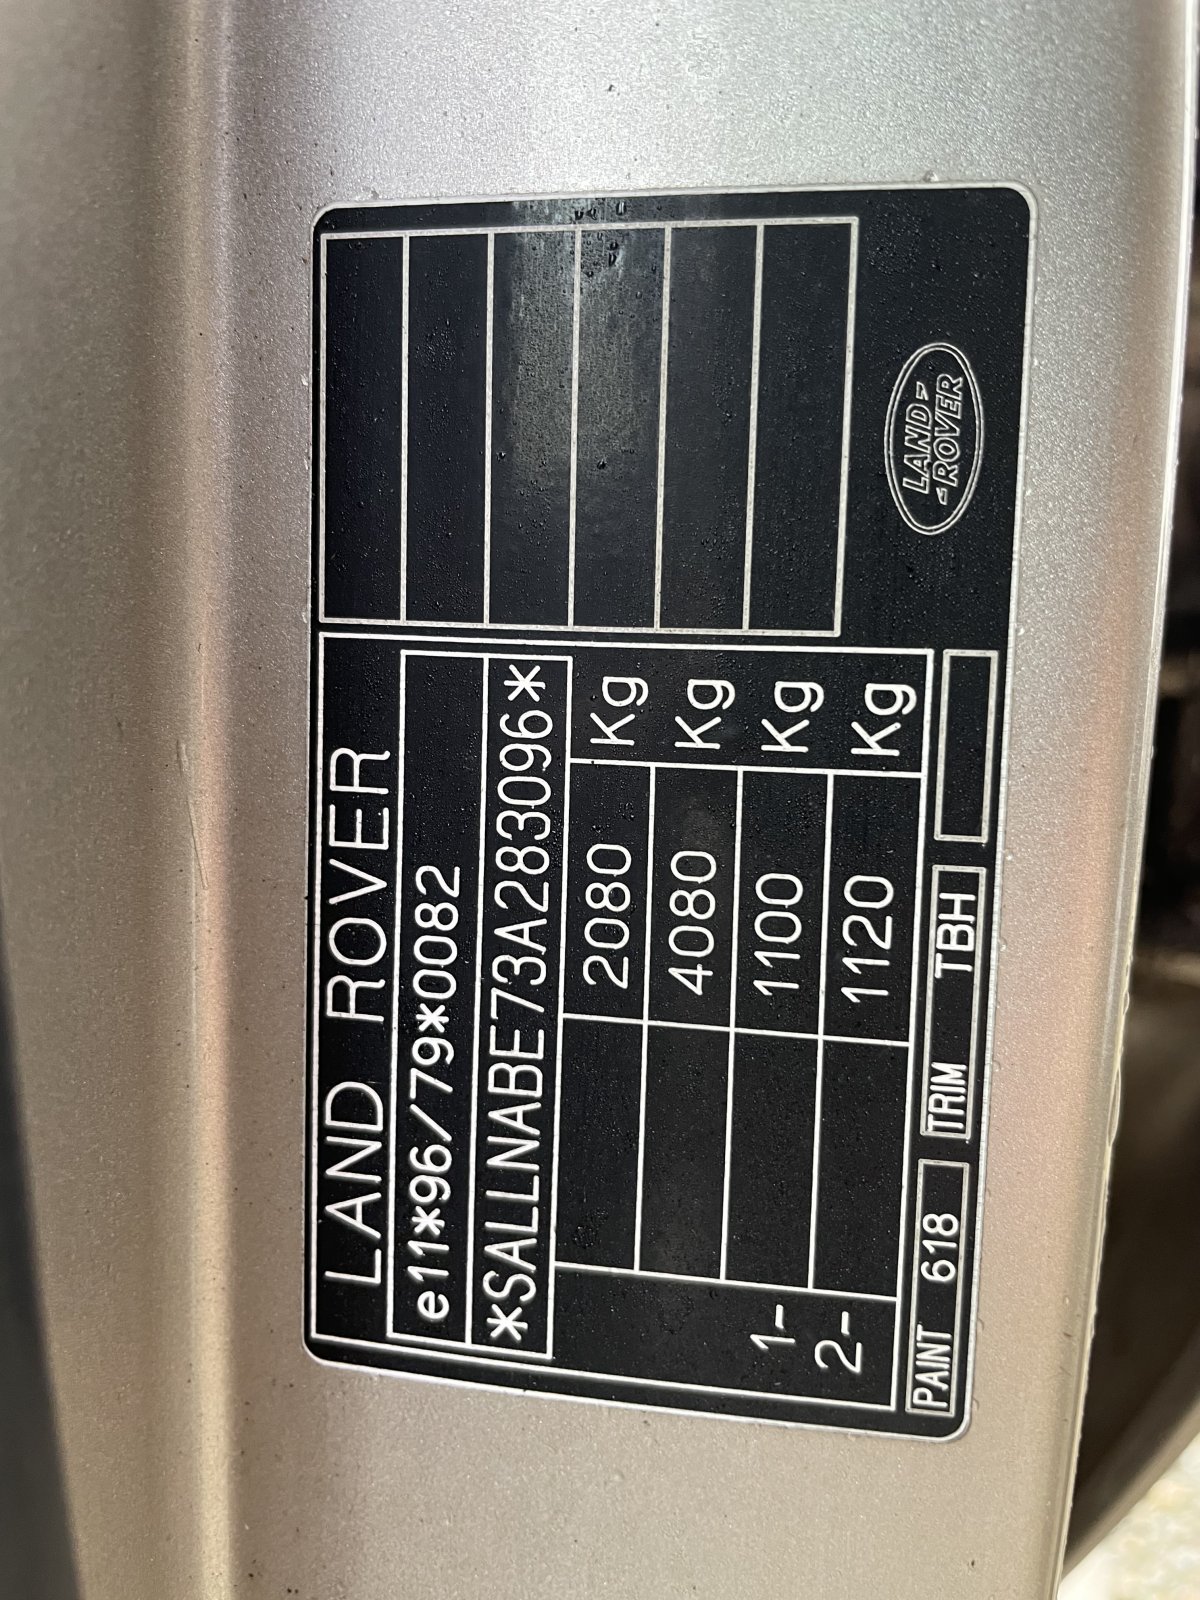 LAND ROVER
e11*96/79*0082
*SALLNABE73A283096*
2080 Kg
4080 Kg
1- 1100 Kg
2- 1120 Kg
PAINT 618 TRIM TBH
LAND
ROVER